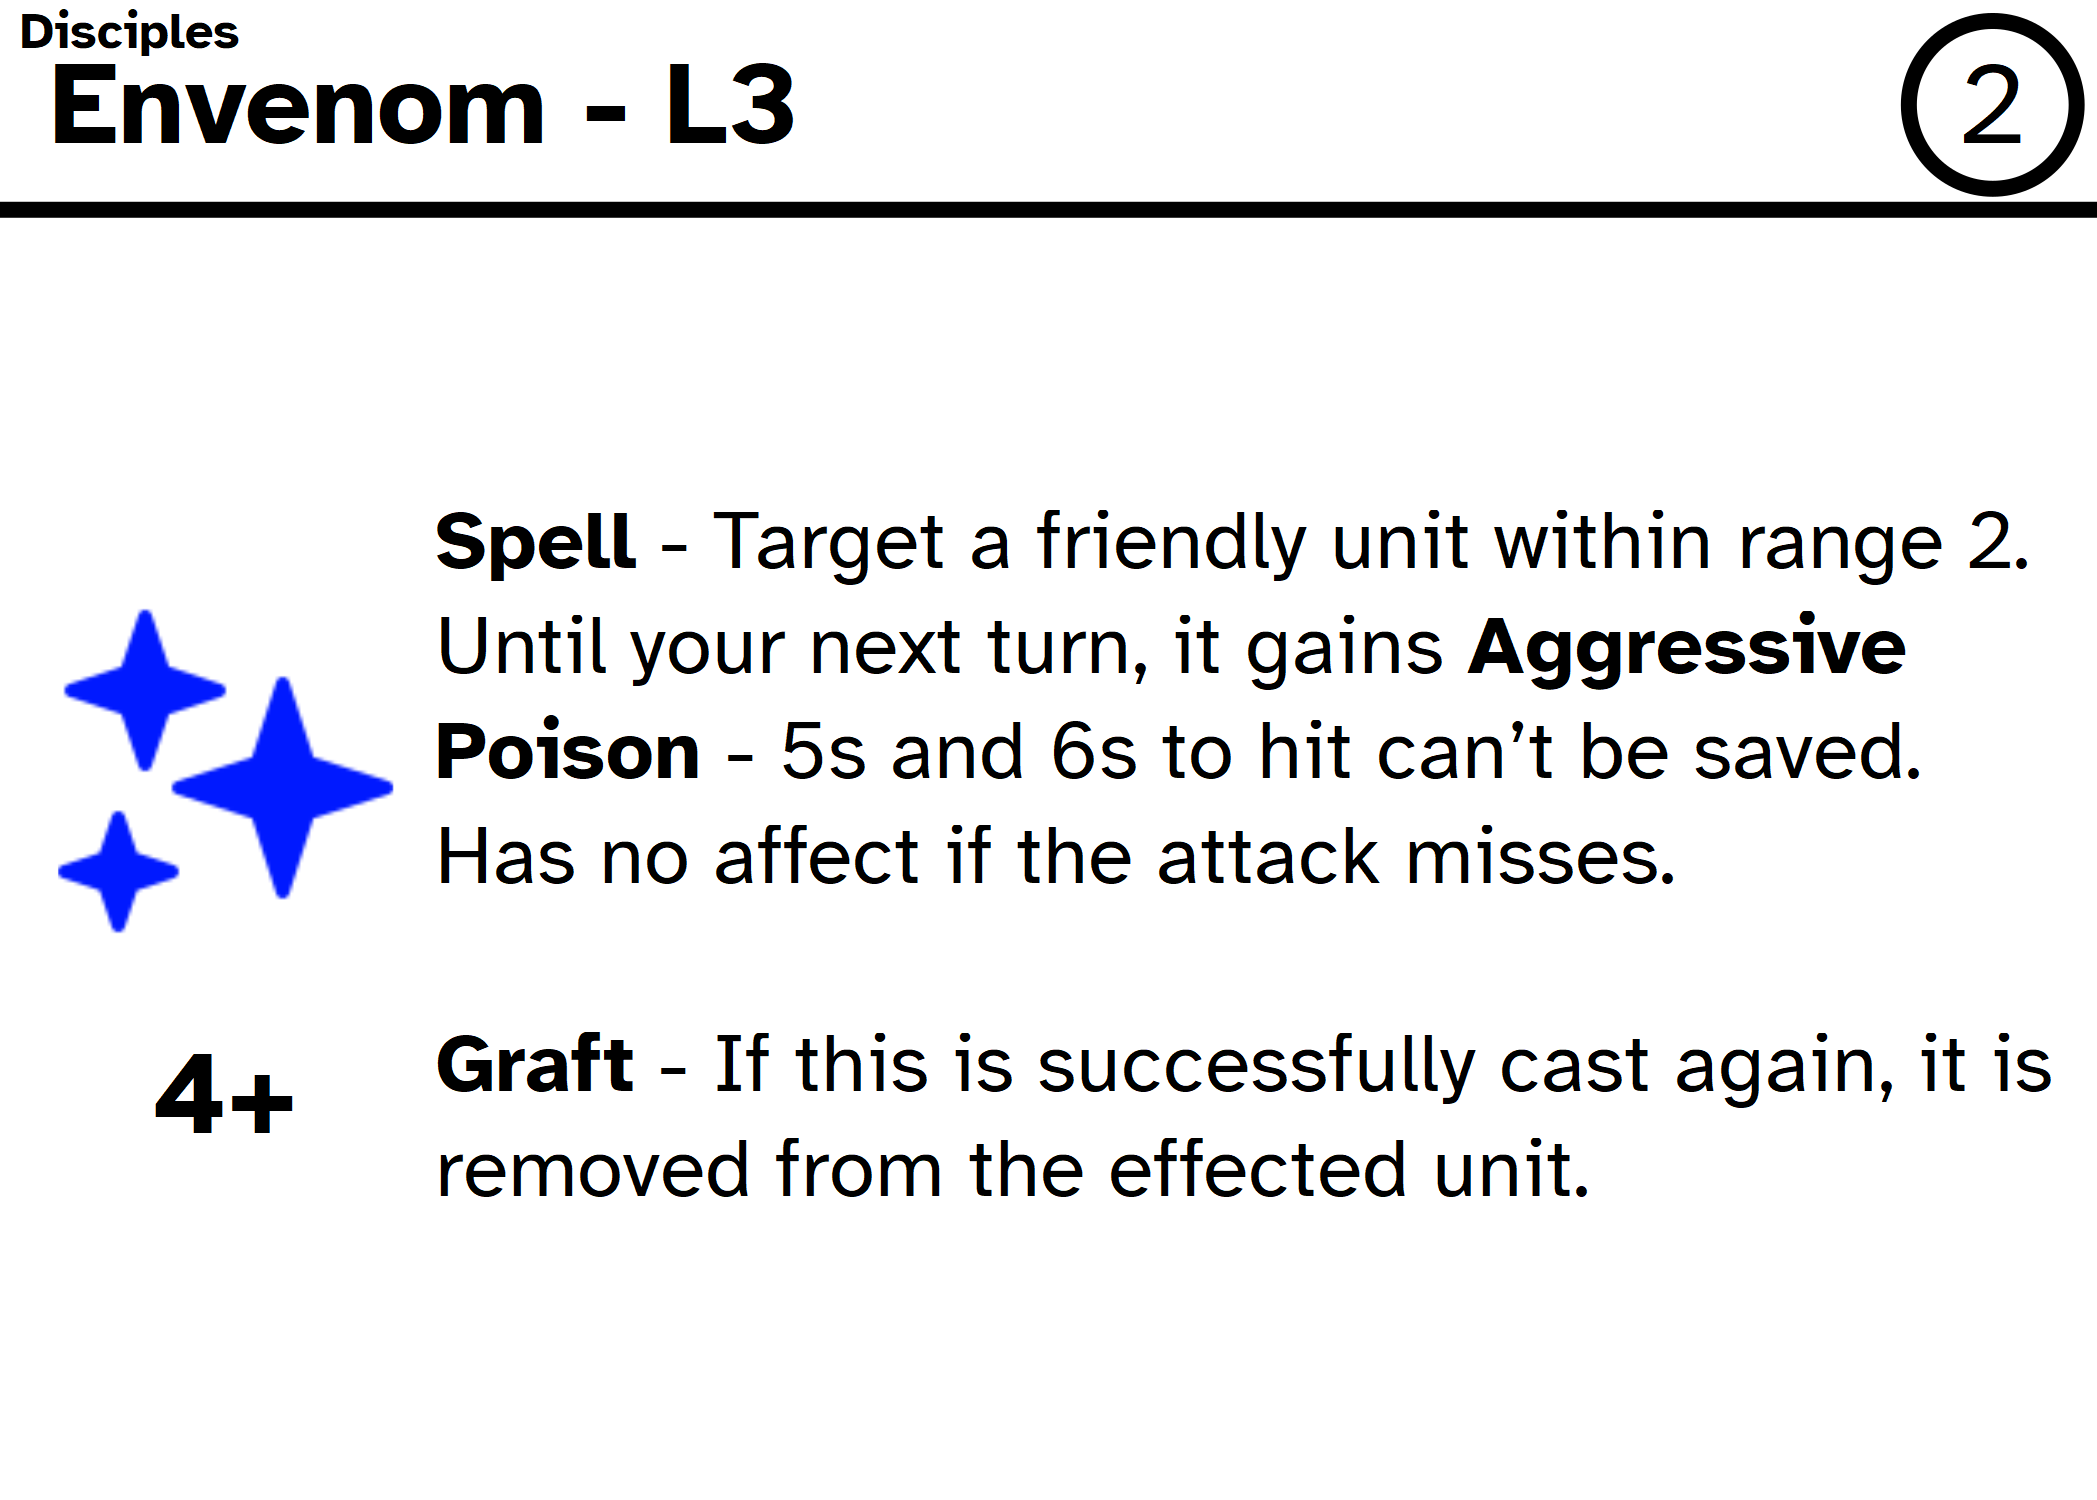 Disciples
Envenom - L3
2
Spell - Target a friendly unit within range 2.
Until your next turn, it gains Aggressive
Poison - 5s and 6s to hit can’t be saved.
Has no affect if the attack misses.
4+
Graft - If this is successfully cast again, it is
removed from the effected unit.